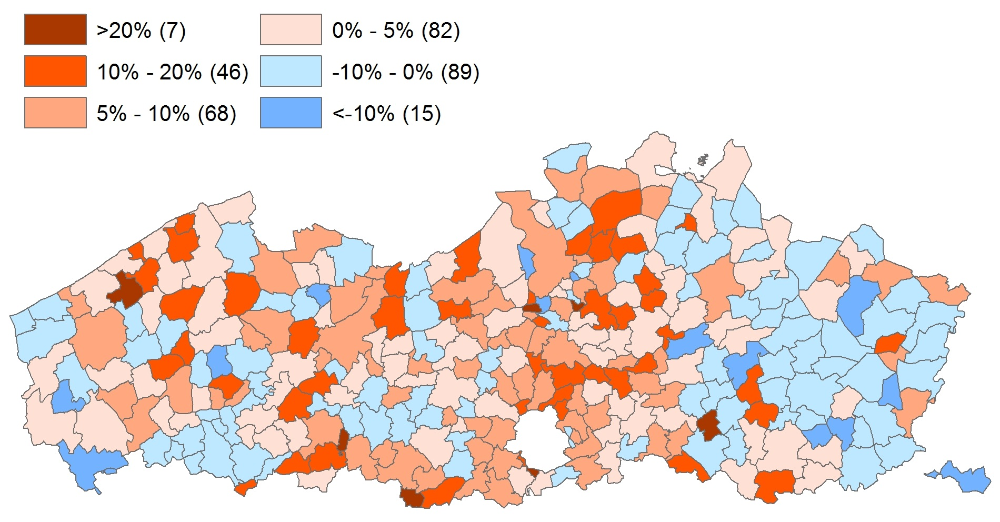 >20% (7)
10% - 20% (46)
5% - 10% (68)
0% - 5% (82)
-10% - 0% (89)
<-10% (15)